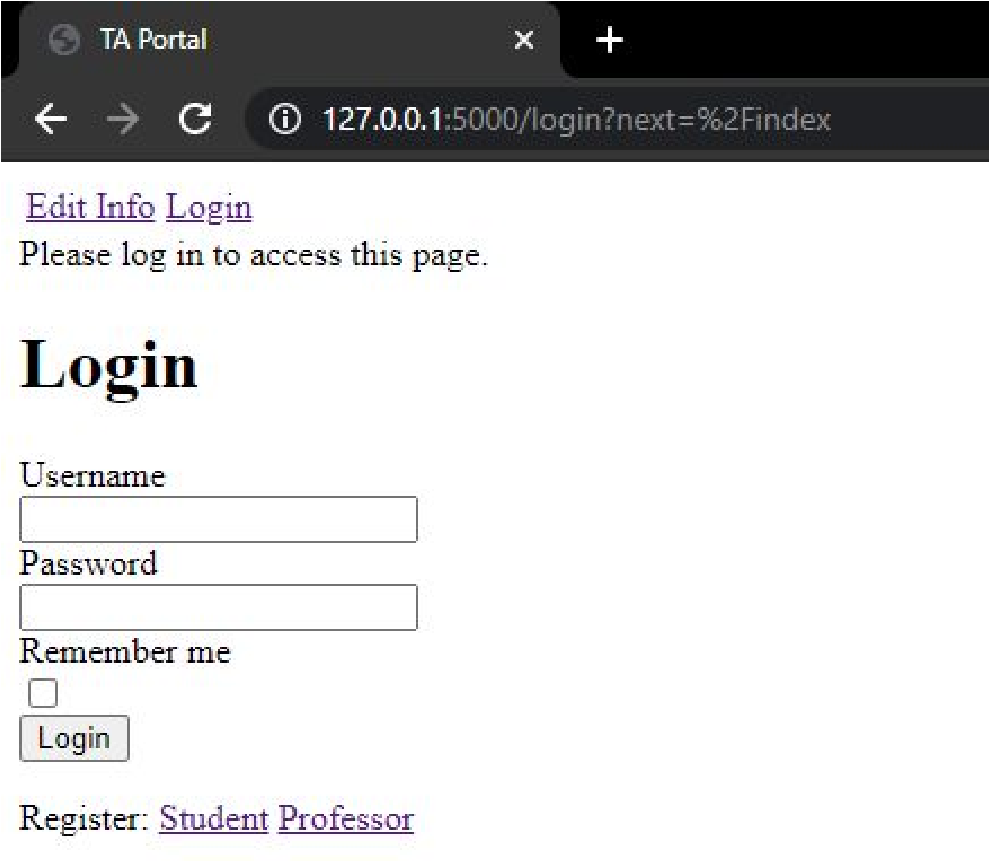 TA Portal
127.0.0.1:5000/login?next=%2Findex
Edit Info Login
Please log in to access this page.
Login
Username
Password
Remember me
Login
Register: Student Professor